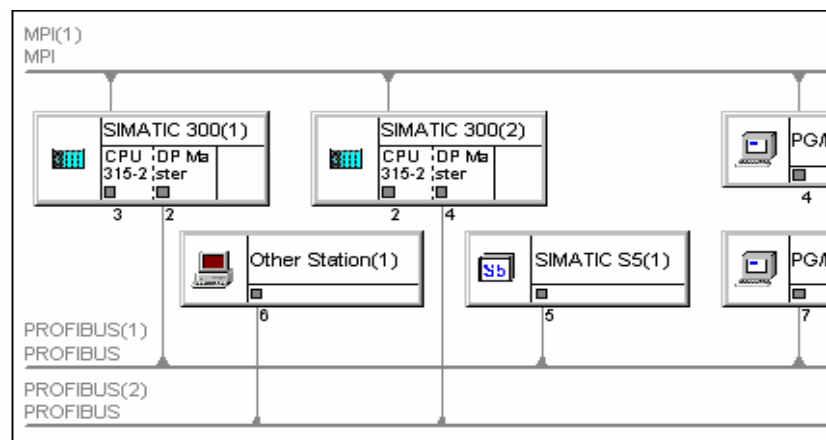 MPI(1)
MPI
SIMATIC 300(1)
CPU 315-2
DP Ma ster
3 2
SIMATIC 300(2)
CPU 315-2
DP Ma ster
2 4
4
Other Station(1)
6
SIMATIC S5(1)
S5
5
7
PROFIBUS(1)
PROFIBUS
PROFIBUS(2)
PROFIBUS